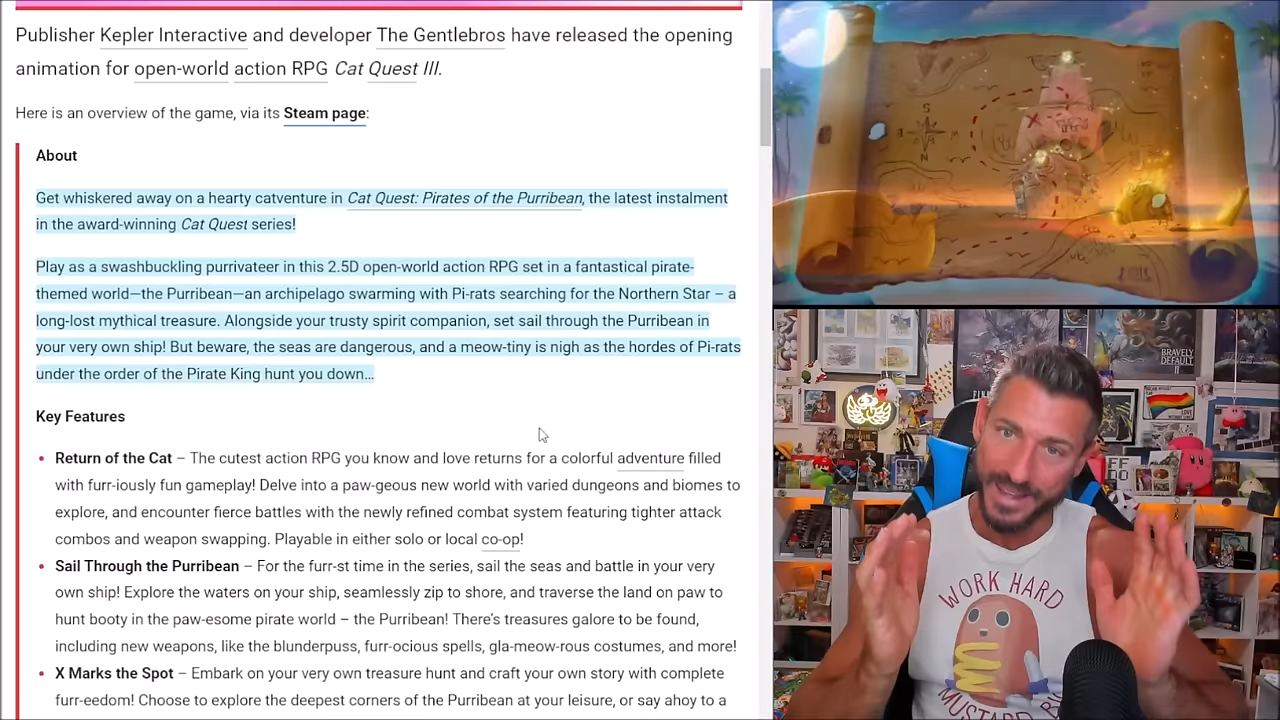 Publisher Kepler Interactive and developer The Gentlebros have released the opening
animation for open-world action RPG Cat Quest III.
Here is an overview of the game, via its Steam page:
About
Get whiskered away on a hearty catventure in Cat Quest: Pirates of the Purribean, the latest instalment
in the award-winning Cat Quest series!
Play as a swashbuckling purrivateer in this 2.5D open-world action RPG set in a fantastical pirate-
themed world—the Purribean—an archipelago swarming with Pi-rats searching for the Northern Star – a
long-lost mythical treasure. Alongside your trusty spirit companion, set sail through the Purribean in
your very own ship! But beware, the seas are dangerous, and a meow-tiny is nigh as the hordes of Pi-rats
under the order of the Pirate King hunt you down…
Key Features
• Return of the Cat – The cutest action RPG you know and love returns for a colorful adventure filled
with furr-iously fun gameplay! Delve into a paw-geous new world with varied dungeons and biomes to
explore, and encounter fierce battles with the newly refined combat system featuring tighter attack
combos and weapon swapping. Playable in either solo or local co-op!
• Sail Through the Purribean – For the furr-st time in the series, sail the seas and battle in your very
own ship! Explore the waters on your ship, seamlessly zip to shore, and traverse the land on paw to
hunt booty in the paw-esome pirate world – the Purribean! There's treasures galore to be found,
including new weapons, like the blunderpuss, furr-ocious spells, gla-meow-rous costumes, and more!
• X Marks the Spot – Embark on your very own treasure hunt and craft your own story with complete
furr-eedom! Choose to explore the deepest corners of the Purribean at your leisure, or say ahoy to a
S
E
N
BRAVELY
DEFAULT
II
WORK HARD
MUSTARD